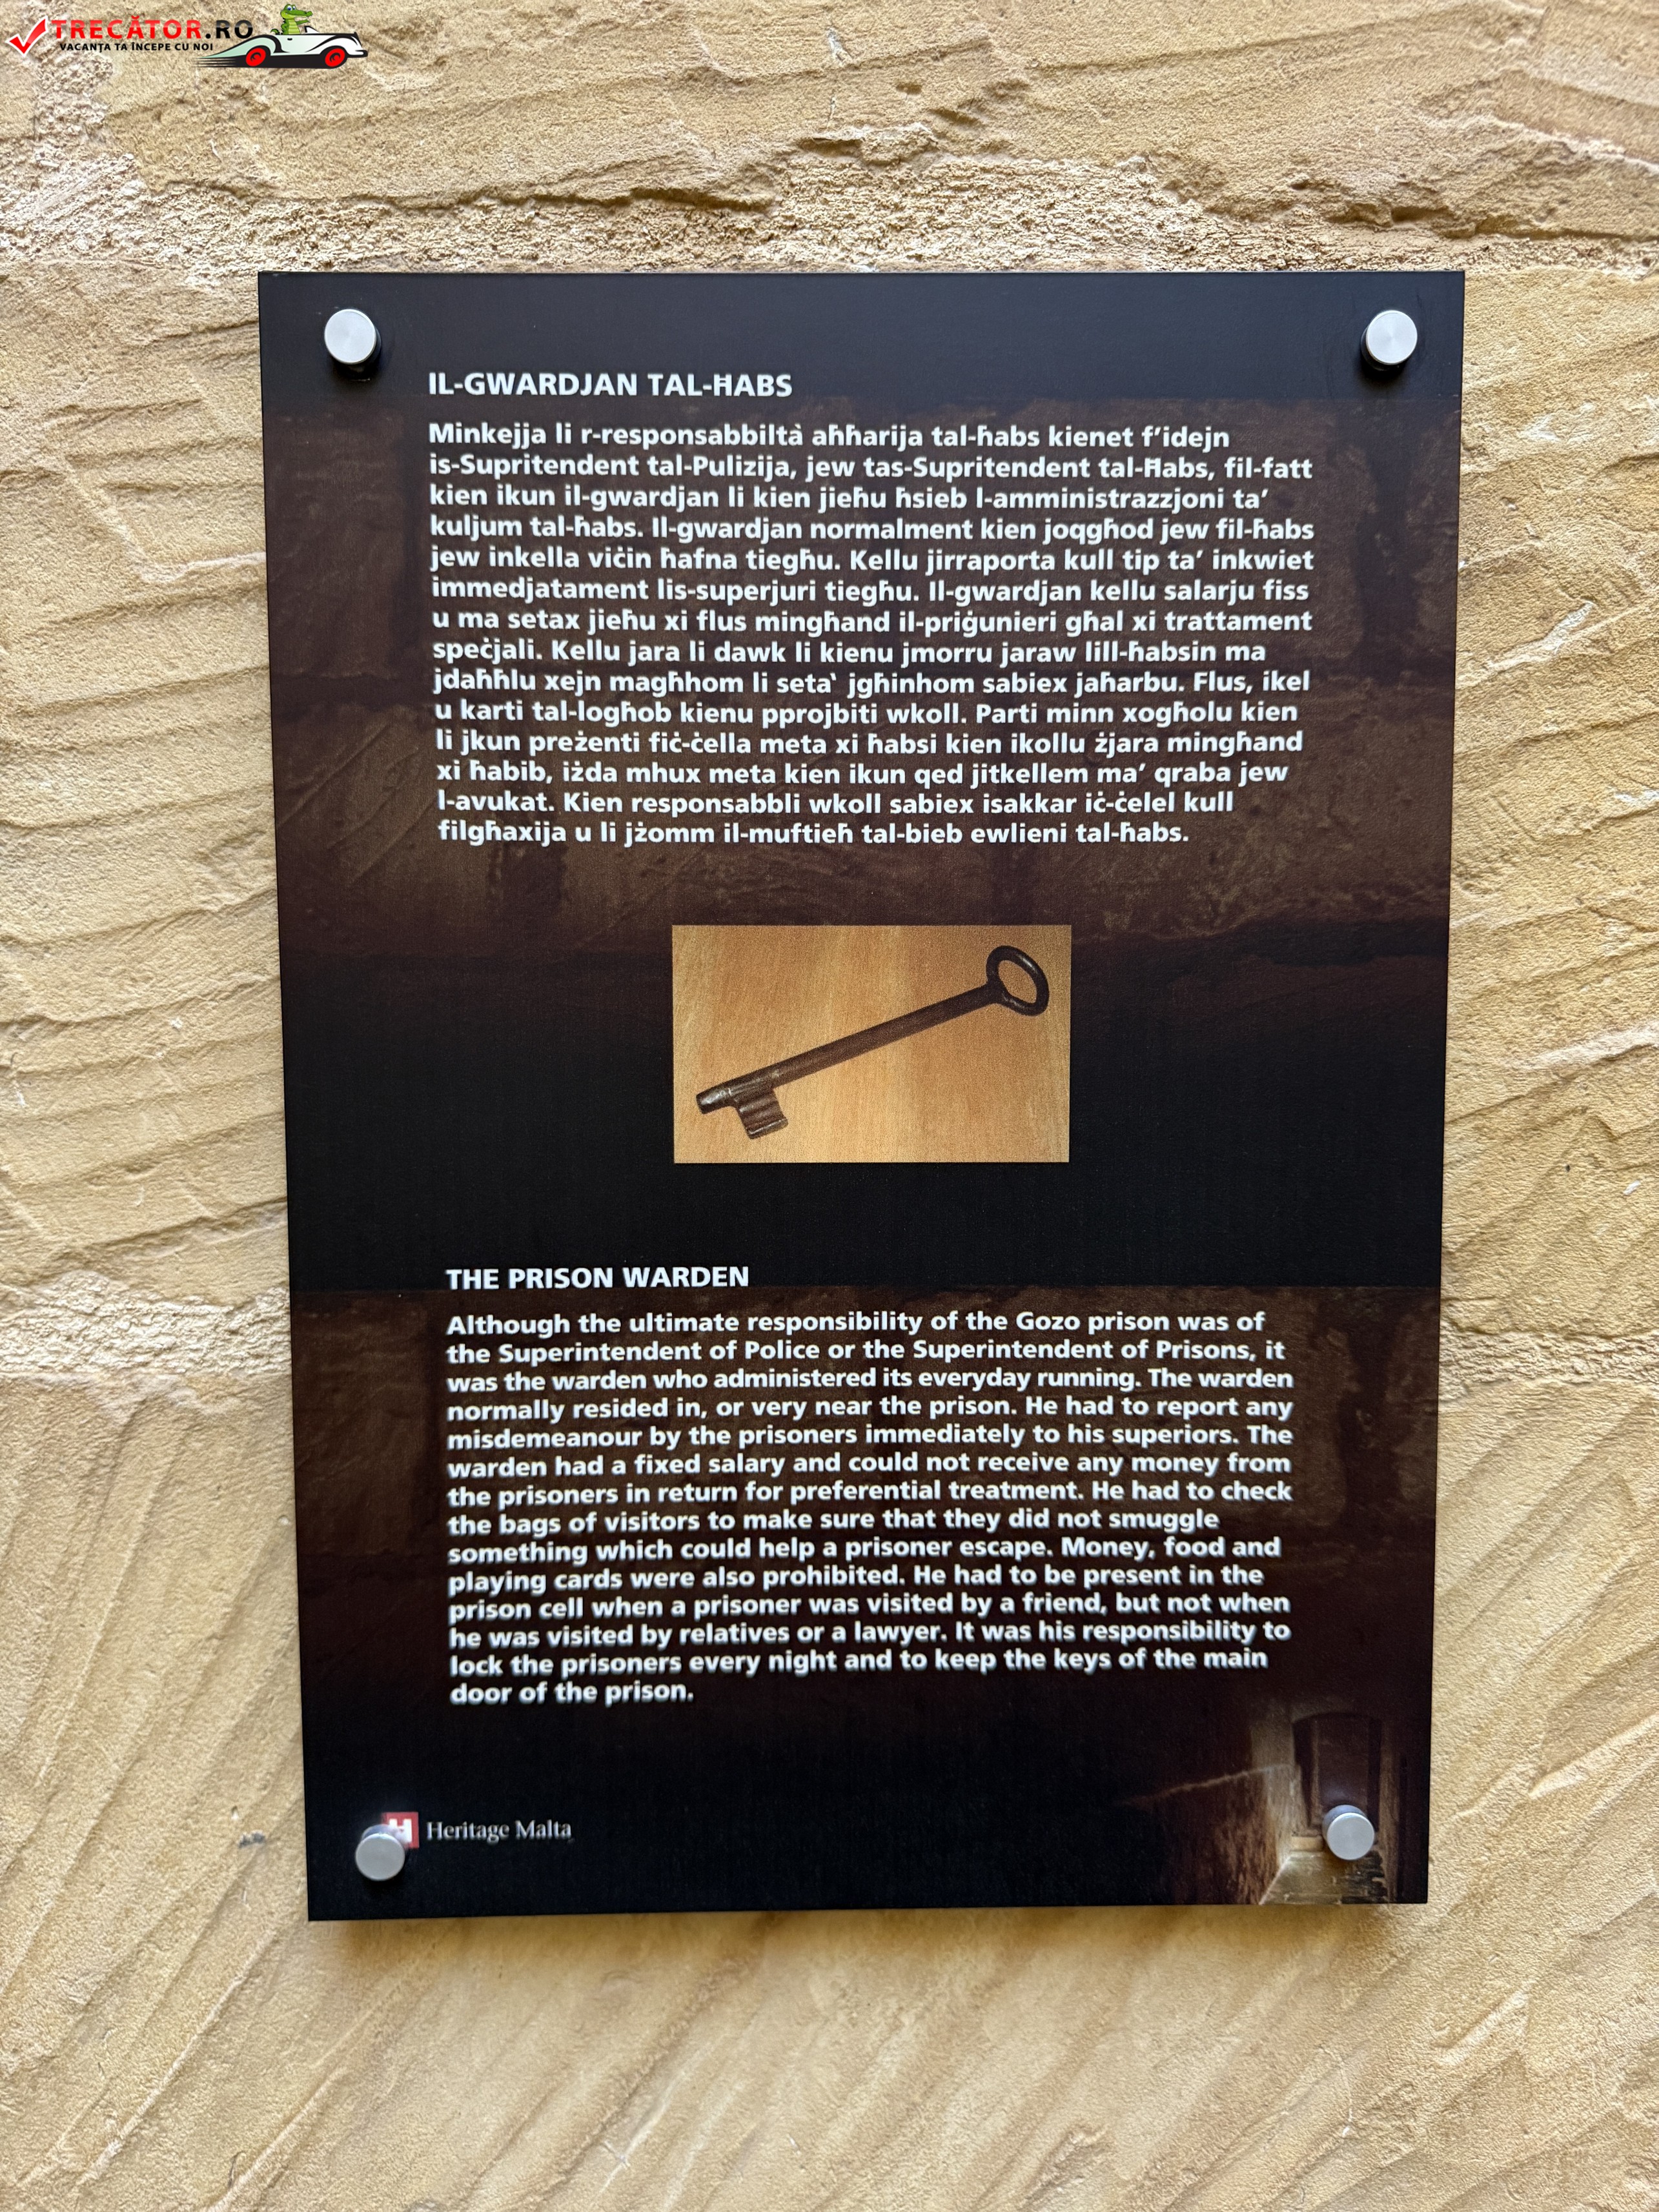 TRECĂTOR.RO
VACANȚA TA ÎNCEPE CU NOI
IL-GWARDJAN TAL-ĦABS
Minkejja li r-responsabbiltà aħħarija tal-ħabs kienet f'idejn
is-Supritendent tal-Pulizija, jew tas-Supritendent tal-Ħabs, fil-fatt
kien ikun il-gwardjan li kien jieħu ħsieb l-amministrazzjoni ta'
kuljum tal-ħabs. Il-gwardjan normalment kien joqgħod jew fil-ħabs
jew inkella viċin ħafna tiegħu. Kellu jirraporta kull tip ta' inkwiet
immedjatament lis-superjuri tiegħu. Il-gwardjan kellu salarju fiss
u ma setax jieħu xi flus mingħand il-priġunieri għal xi trattament
speċjali. Kellu jara li dawk li kienu jmorru jaraw lill-ħabsin ma
jdaħħlu xejn magħhom li seta‘ jgħinhom sabiex jaħarbu. Flus, ikel
u karti tal-logħob kienu pprojbiti wkoll. Parti minn xogħolu kien
li jkun preżenti fiċ-ċella meta xi ħabsi kien ikollu żjara mingħand
xi ħabib, iżda mhux meta kien ikun qed jitkellem ma' qraba jew
l-avukat. Kien responsabbli wkoll sabiex isakkar iċ-ċelel kull
filgħaxija u li jżomm il-muftieħ tal-bieb ewlieni tal-ħabs.
THE PRISON WARDEN
Although the ultimate responsibility of the Gozo prison was of
the Superintendent of Police or the Superintendent of Prisons, it
was the warden who administered its everyday running. The warden
normally resided in, or very near the prison. He had to report any
misdemeanour by the prisoners immediately to his superiors. The
warden had a fixed salary and could not receive any money from
the prisoners in return for preferential treatment. He had to check
the bags of visitors to make sure that they did not smuggle
something which could help a prisoner escape. Money, food and
playing cards were also prohibited. He had to be present in the
prison cell when a prisoner was visited by a friend, but not when
he was visited by relatives or a lawyer. It was his responsibility to
lock the prisoners every night and to keep the keys of the main
door of the prison.
Heritage Malta